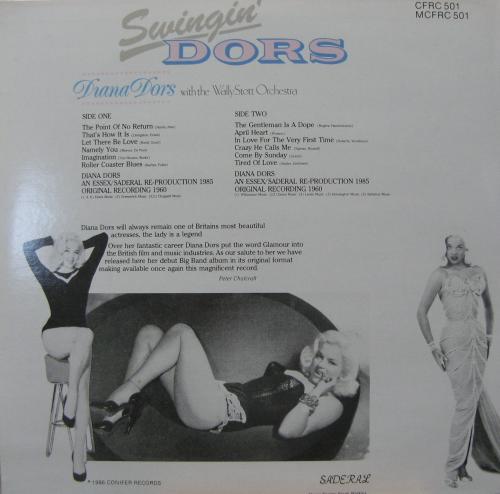 CFRC 501
MCFRC 501
Swingin'
DORS
Diana Dors with the Wally Stott Orchestra
SIDE ONE
The Point Of No Return
That's How It Is
Let There Be Love
Namely You
Imagination
Roller Coaster Blues
DIANA DORS
AN ESSEX/SADERAL RE-PRODUCTION 1985
ORIGINAL RECORDING 1960
SIDE TWO
The Gentleman Is A Dope
April Heart
In Love For The Very First Time
Crazy He Calls Me
Come By Sunday
Tired Of Love
DIANA DORS
AN ESSEX/SADERAL RE-PRODUCTION 1985
ORIGINAL RECORDING 1960
Diana Dors will always remain one of Britains most beautiful
actresses, the lady is a legend
Over her fantastic career Diana Dors put the word Glamour into
the British film and music industries. As our salute to her we have
released here her debut Big Band album in its original format
making available once again this magnificent record.
Peter Chalcraft
° 1986 CONIFER RECORDS
SADERAL